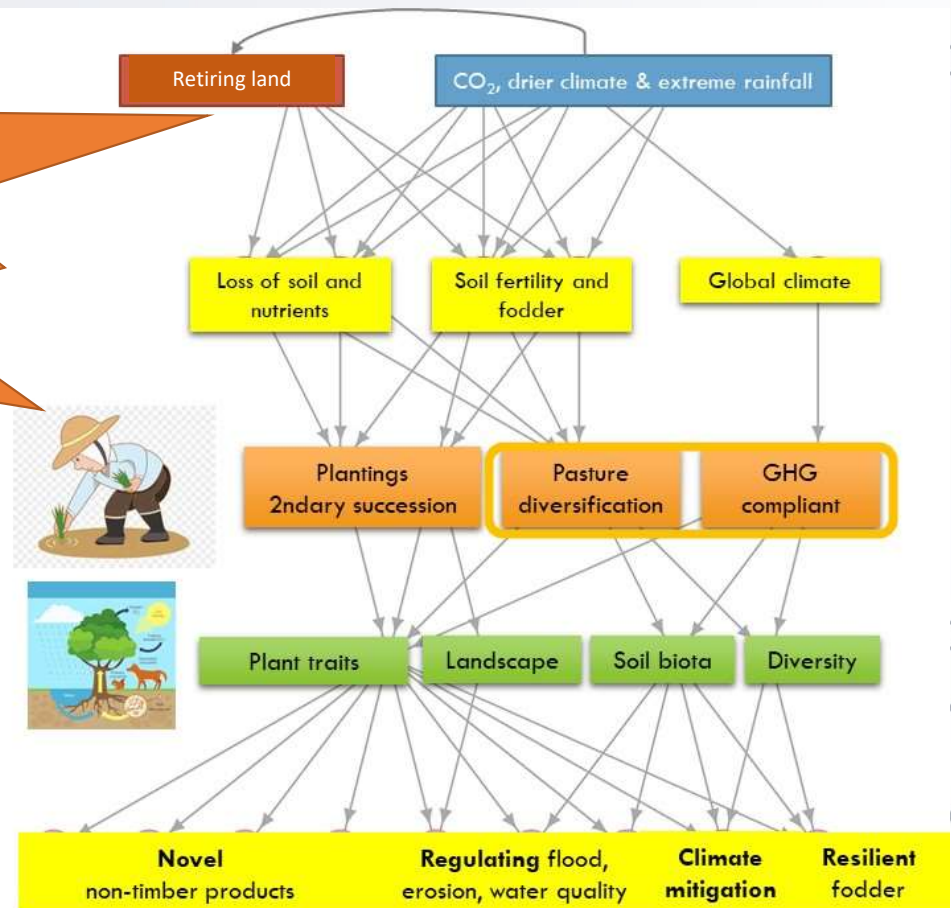 Retiring land
CO₂, drier climate & extreme rainfall
Loss of soil and
nutrients
Soil fertility and
fodder
Global climate
Plantings
2ndary succession
Pasture
diversification
GHG
compliant
Plant traits
Landscape
Soil biota
Diversity
Novel
non-timber products
Regulating flood,
erosion, water quality
Climate
mitigation
Resilient
fodder